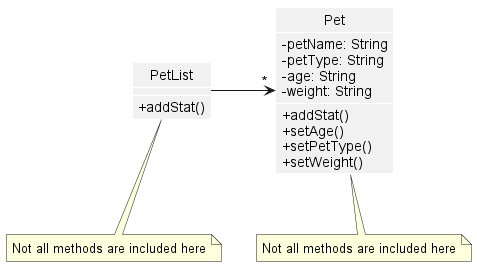 Pet
-petName: String
-petType: String
-age: String
-weight: String
+addStat()
+setAge()
+setPetType()
+setWeight()
PetList
+addStat()
*
Not all methods are included here
Not all methods are included here